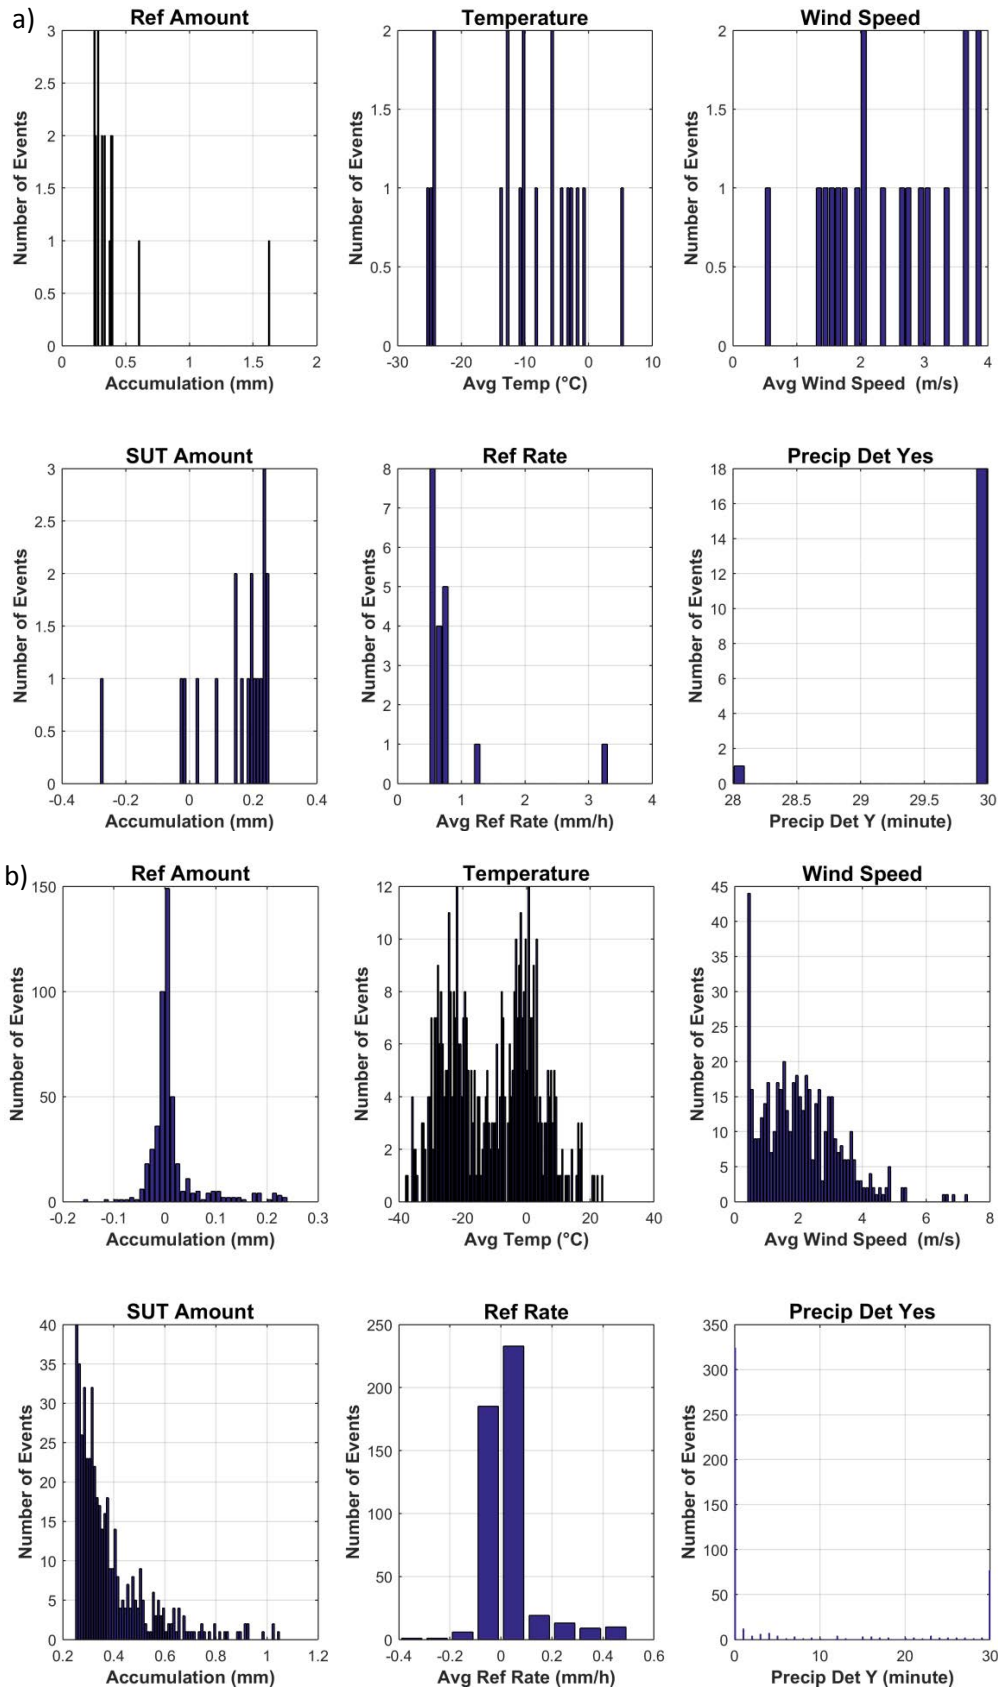 a)
Ref Amount
Number of Events
3
2.5
2
1.5
1
0.5
0
0 0.5 1 1.5 2
Accumulation (mm)
Temperature
Number of Events
2
1.5
1
0.5
0
-30 -20 -10 0 10
Avg Temp (°C)
Wind Speed
Number of Events
2
1.5
1
0.5
0
0 1 2 3 4
Avg Wind Speed (m/s)
SUT Amount
Number of Events
3
2.5
2
1.5
1
0.5
0
-0.4 -0.2 0 0.2 0.4
Accumulation (mm)
Ref Rate
Number of Events
8
7
6
5
4
3
2
1
0
0 1 2 3 4
Avg Ref Rate (mm/h)
Precip Det Yes
Number of Events
18
16
14
12
10
8
6
4
2
0
28 28.5 29 29.5 30
Precip Det Y (minute)
b)
Ref Amount
Number of Events
150
100
50
0
-0.2 -0.1 0 0.1 0.2 0.3
Accumulation (mm)
Temperature
Number of Events
12
10
8
6
4
2
0
-40 -20 0 20 40
Avg Temp (°C)
Wind Speed
Number of Events
45
40
35
30
25
20
15
10
5
0
0 2 4 6 8
Avg Wind Speed (m/s)
SUT Amount
Number of Events
40
35
30
25
20
15
10
5
0
0.2 0.4 0.6 0.8 1 1.2
Accumulation (mm)
Ref Rate
Number of Events
250
200
150
100
50
0
-0.4 -0.2 0 0.2 0.4 0.6
Avg Ref Rate (mm/h)
Precip Det Yes
Number of Events
350
300
250
200
150
100
50
0
0 10 20 30
Precip Det Y (minute)